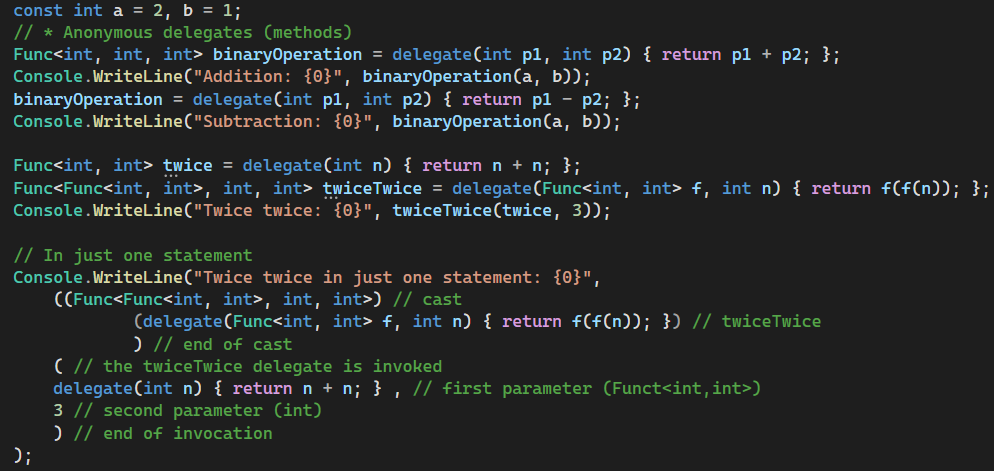 const int a = 2, b = 1;
// * Anonymous delegates (methods)
Func<int, int, int> binaryOperation = delegate(int p1, int p2) { return p1 + p2; };
Console.WriteLine("Addition: {0}", binaryOperation(a, b));
binaryOperation = delegate(int p1, int p2) { return p1 - p2; };
Console.WriteLine("Subtraction: {0}", binaryOperation(a, b));
Func<int, int> twice = delegate(int n) { return n + n; };
Func<Func<int, int>, int, int> twiceTwice = delegate(Func<int, int> f, int n) { return f(f(n)); };
Console.WriteLine("Twice twice: {0}", twiceTwice(twice, 3));
// In just one statement
Console.WriteLine("Twice twice in just one statement: {0}",
((Func<Func<int, int>, int, int>) // cast
(delegate(Func<int, int> f, int n) { return f(f(n)); }) // twiceTwice
) // end of cast
( // the twiceTwice delegate is invoked
delegate(int n) { return n + n; } , // first parameter (Funct<int,int>)
3 // second parameter (int)
) // end of invocation
);